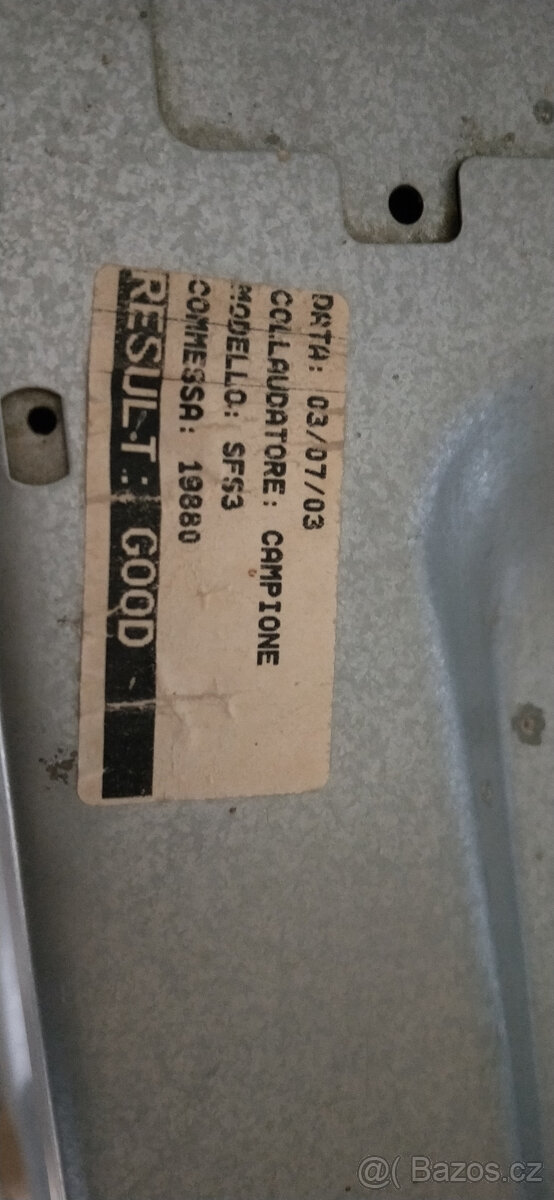 DATA: 03/07/03
COLLAUDATORE: CAMPIONE
MODELLO: SFS3
COMMESSA: 19880
RESULT: GOOD
@( Bazos.cz